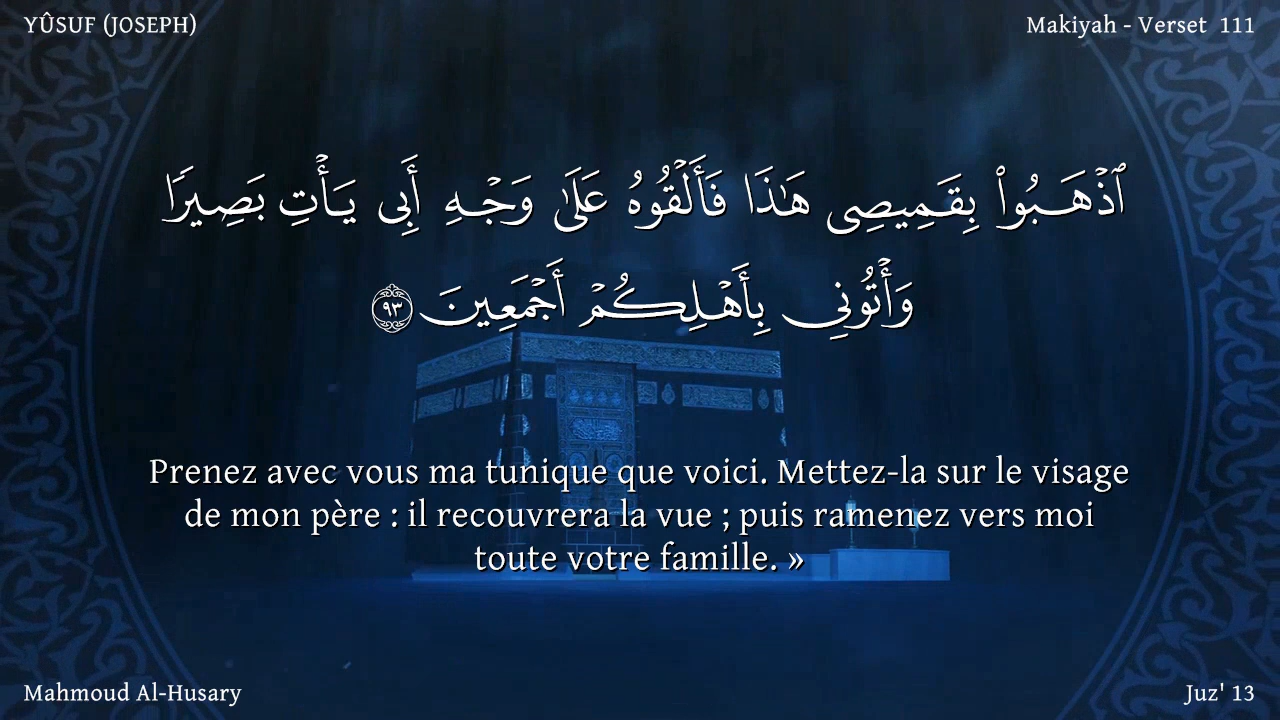 YÛSUF (JOSEPH)
Makiyah - Verset 111
ٱذْهَبُوا۟ بِقَمِيصِى هَـٰذَا فَأَلْقُوهُ عَلَىٰ وَجْهِ أَبِى يَأْتِ بَصِيرًا
وَأْتُونِى بِأَهْلِكُمْ أَجْمَعِينَ ٩٣
Prenez avec vous ma tunique que voici. Mettez-la sur le visage
de mon père : il recouvrera la vue ; puis ramenez vers moi
toute votre famille. »
Mahmoud Al-Husary
Juz' 13